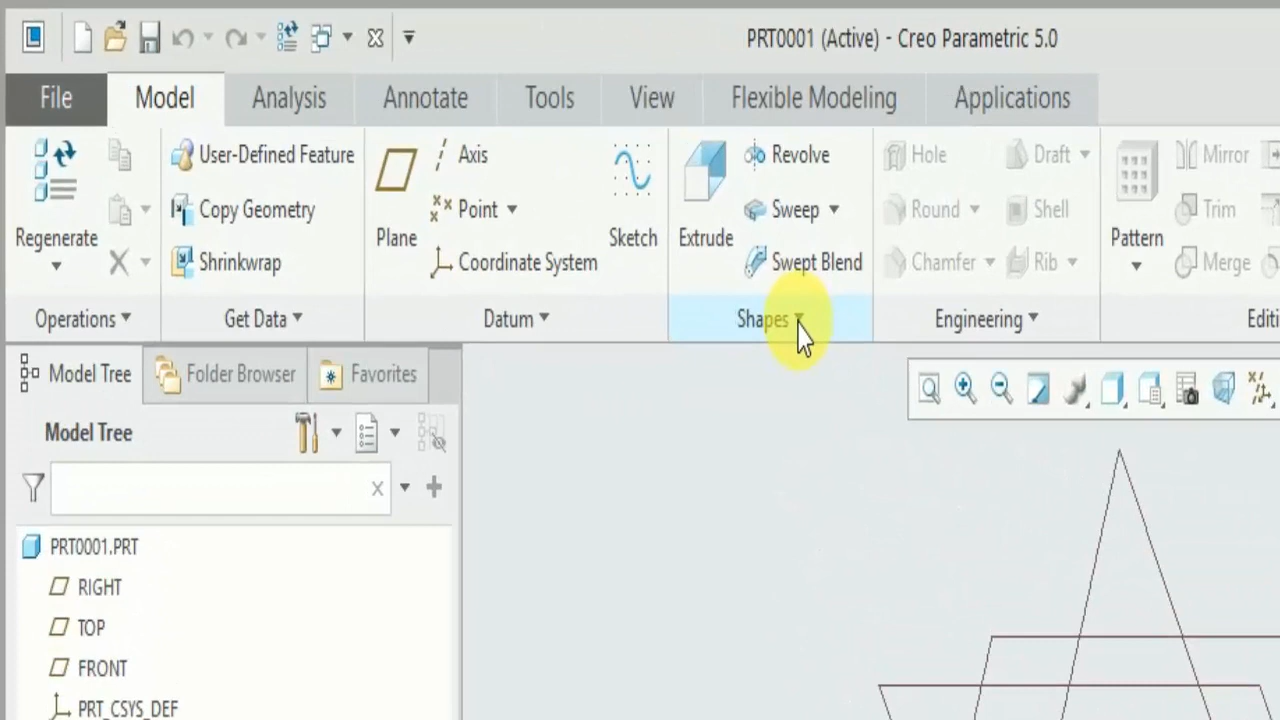 PRT0001 (Active) - Creo Parametric 5.0
File Model Analysis Annotate Tools View Flexible Modeling Applications
User-Defined Feature Axis Revolve Hole Draft Mirror
Copy Geometry Point Sweep Round Shell Trim
Regenerate Plane Sketch Extrude Pattern
Shrinkwrap Coordinate System Swept Blend Chamfer Rib Merge
Operations Get Data Datum Shapes Engineering Editi
Model Tree Folder Browser Favorites
Model Tree
PRT0001.PRT
RIGHT
TOP
FRONT
PRT_CSYS_DEF